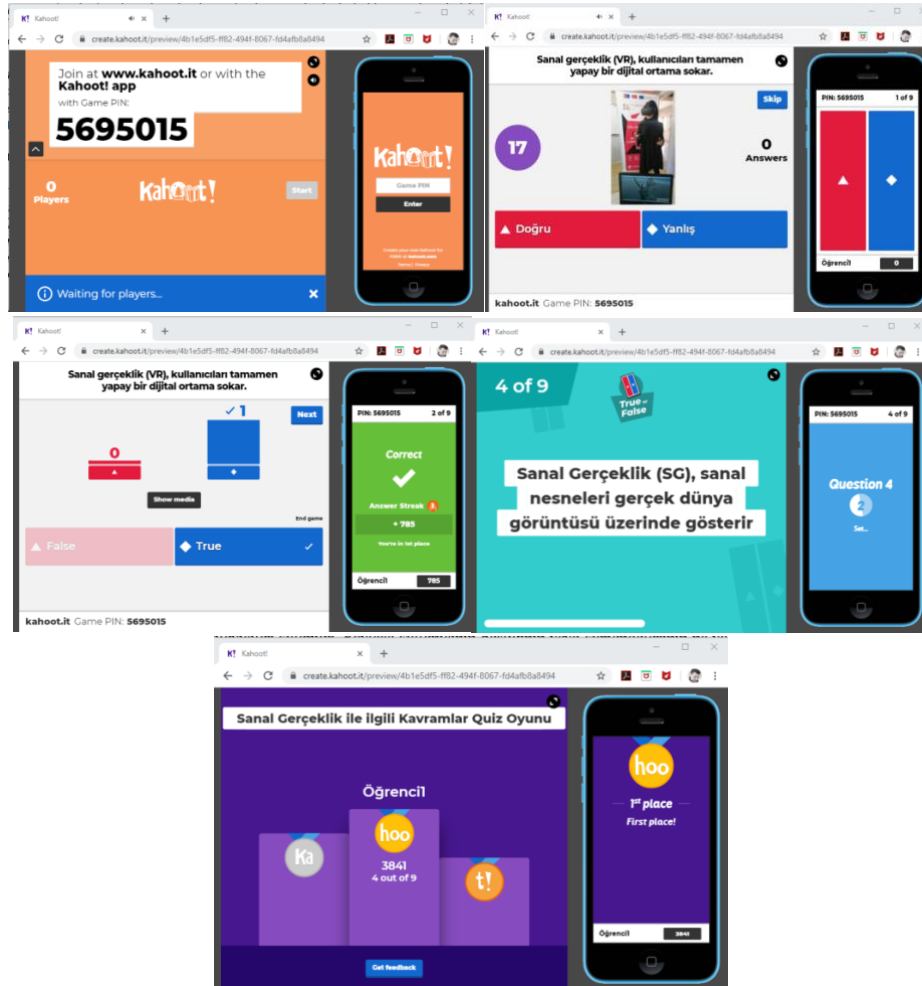 K! Kahoot!
create.kahoot.it/preview/4b1e5df5-ff82-494f-8067-fd4afb8a8494
Join at www.kahoot.it or with the
Kahoot! app
with Game PIN:
5695015
0
Players
Kahoot!
Start
Waiting for players...
Kahoot!
Game PIN
Enter
K! Kahoot!
create.kahoot.it/preview/4b1e5df5-ff82-494f-8067-fd4afb8a8494
Sanal gerçeklik (VR), kullanıcıları tamamen
yapay bir dijital ortama sokar.
Skip
17
0
Answers
Doğru
Yanlış
kahoot.it Game PIN: 5695015
PIN: 5695015 1 of 9
Öğrenci1 0
K! Kahoot!
create.kahoot.it/preview/4b1e5df5-ff82-494f-8067-fd4afb8a8494
Sanal gerçeklik (VR), kullanıcıları tamamen
yapay bir dijital ortama sokar.
1
Next
0
Show media
End game
False
True
kahoot.it Game PIN: 5695015
PIN: 5695015 2 of 9
Correct
Answer Streak 1
+ 785
You're in 1st place
Öğrenci1 785
K! Kahoot!
create.kahoot.it/preview/4b1e5df5-ff82-494f-8067-fd4afb8a8494
4 of 9
True or
False
Sanal Gerçeklik (SG), sanal
nesneleri gerçek dünya
görüntüsü üzerinde gösterir
PIN: 5695015 4 of 9
Question 4
2
Set...
K! Kahoot!
create.kahoot.it/preview/4b1e5df5-ff82-494f-8067-fd4afb8a8494
Sanal Gerçeklik ile ilgili Kavramlar Quiz Oyunu
Öğrenci1
Ka
hoo
3841
4 out of 9
t!
Get feedback
hoo
1st place
First place!
Öğrenci1 3841